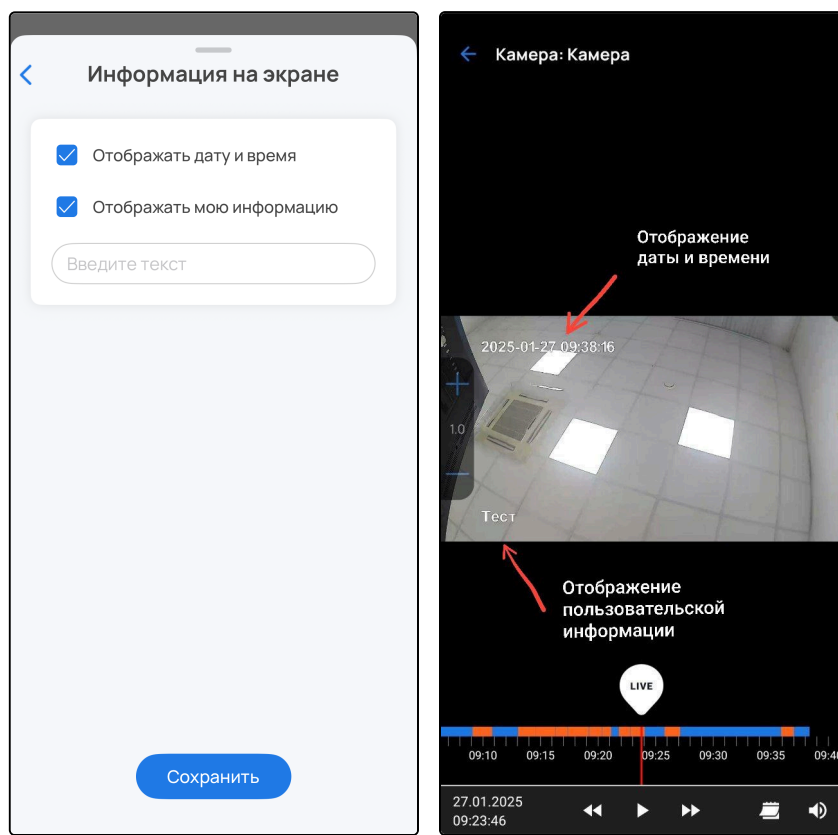 Информация на экране
Отображать дату и время
Отображать мою информацию
Введите текст
Сохранить
Камера: Камера
Отображение
даты и времени
2025-01-27 09:38:16
1.0
Тест
Отображение
пользовательской
информации
LIVE
09:10 09:15 09:20 09:25 09:30 09:35 09:40
27.01.2025
09:23:46